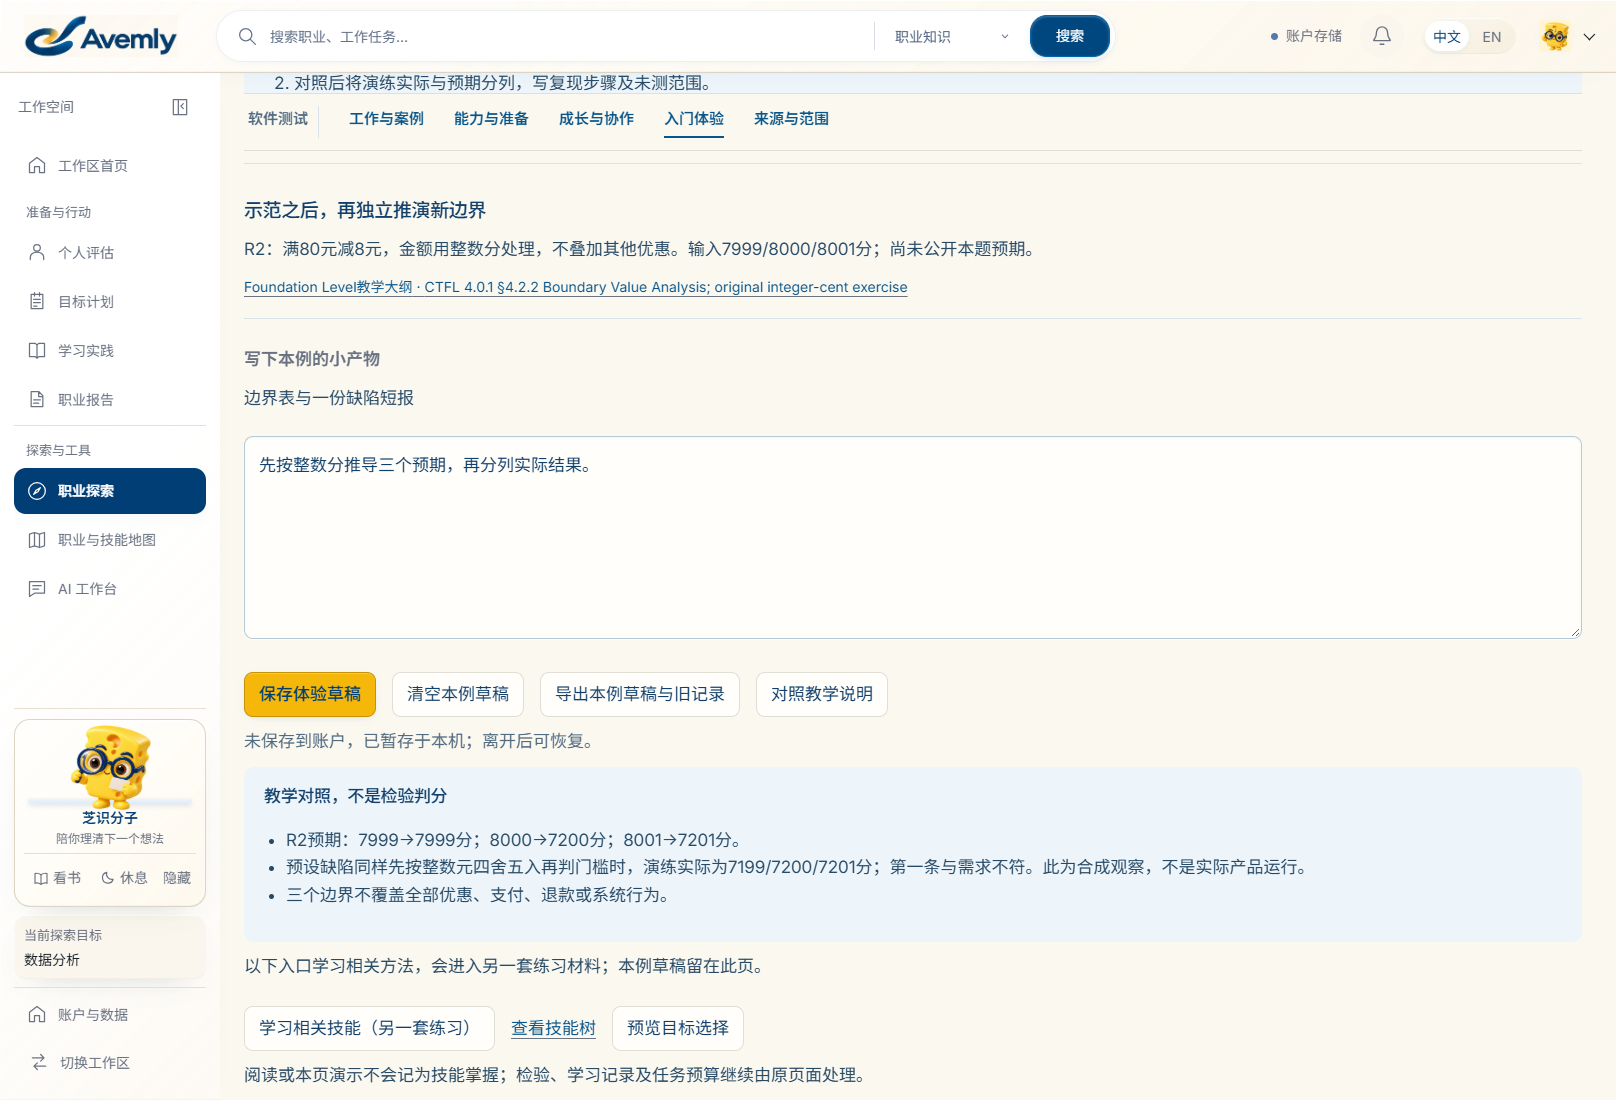 Avemly
搜索职业、工作任务...
职业知识
搜索
账户存储
中文
EN
工作空间
工作区首页
准备与行动
个人评估
目标计划
学习实践
职业报告
探索与工具
职业探索
职业与技能地图
AI 工作台
芝识分子
陪你理清下一个想法
看书
休息
隐藏
当前探索目标
数据分析
账户与数据
切换工作区
2. 对照后将演练实际与预期分列，写复现步骤及未测范围。
软件测试
工作与案例
能力与准备
成长与协作
入门体验
来源与范围
示范之后，再独立推演新边界
R2：满80元减8元，金额用整数分处理，不叠加其他优惠。输入7999/8000/8001分；尚未公开本题预期。
Foundation Level教学大纲 · CTFL 4.0.1 §4.2.2 Boundary Value Analysis; original integer-cent exercise
写下本例的小产物
边界表与一份缺陷短报
先按整数分推导三个预期，再分列实际结果。
保存体验草稿
清空本例草稿
导出本例草稿与旧记录
对照教学说明
未保存到账户，已暂存于本机；离开后可恢复。
教学对照，不是检验判分
• R2预期：7999→7999分；8000→7200分；8001→7201分。
• 预设缺陷同样先按整数元四舍五入再判门槛时，演练实际为7199/7200/7201分；第一条与需求不符。此为合成观察，不是实际产品运行。
• 三个边界不覆盖全部优惠、支付、退款或系统行为。
以下入口学习相关方法，会进入另一套练习材料；本例草稿留在此页。
学习相关技能（另一套练习）
查看技能树
预览目标选择
阅读或本页演示不会记为技能掌握；检验、学习记录及任务预算继续由原页面处理。